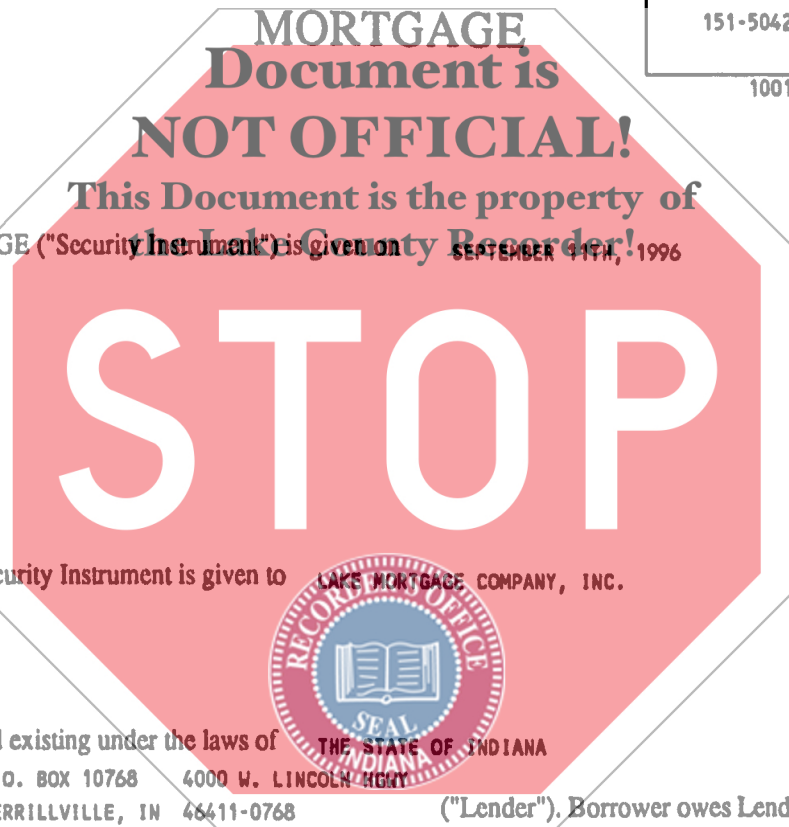 MORTGAGE
151-5042
1001
Document is
NOT OFFICIAL!
This Document is the property of
the Lake County Recorder!
GE ("Security Instrument") is given on SEPTEMBER 11TH, 1996
STOP
curity Instrument is given to LAKE MORTGAGE COMPANY, INC.
RECORDER'S OFFICE
SEAL
INDIANA
existing under the laws of THE STATE OF INDIANA
O. BOX 10768 4000 W. LINCOLN HGWY
ERRILLVILLE, IN 46411-0768 ("Lender"). Borrower owes Lend